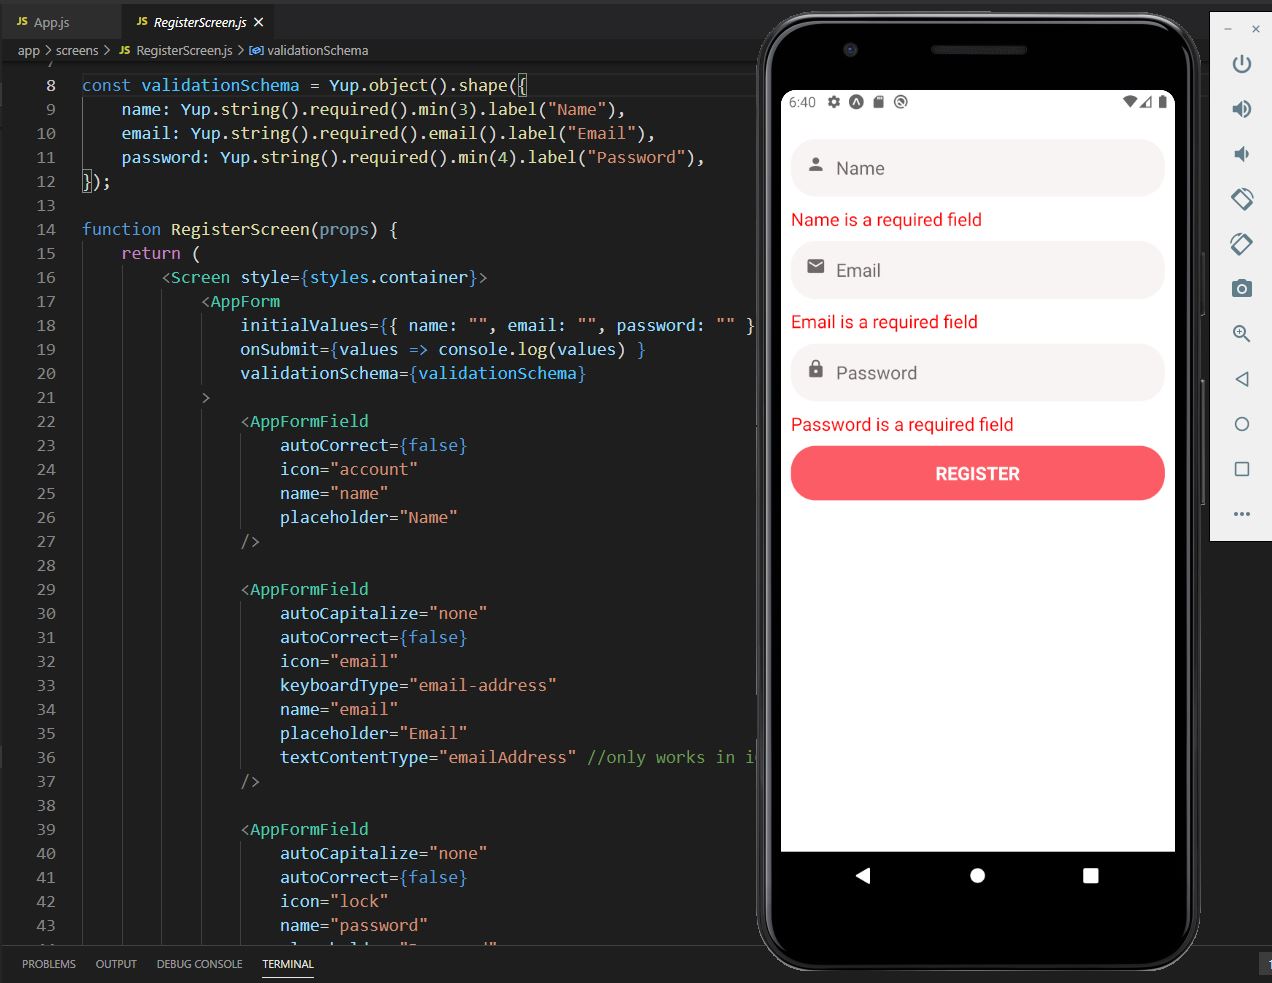 JS App.js
JS RegisterScreen.js
app > screens > JS RegisterScreen.js > validationSchema
8 const validationSchema = Yup.object().shape({
9 name: Yup.string().required().min(3).label("Name"),
10 email: Yup.string().required().email().label("Email"),
11 password: Yup.string().required().min(4).label("Password"),
12 });
13
14 function RegisterScreen(props) {
15 return (
16 <Screen style={styles.container}>
17 <AppForm
18 initialValues={{ name: "", email: "", password: "" }
19 onSubmit={values => console.log(values) }
20 validationSchema={validationSchema}
21 >
22 <AppFormField
23 autoCorrect={false}
24 icon="account"
25 name="name"
26 placeholder="Name"
27 />
28
29 <AppFormField
30 autoCapitalize="none"
31 autoCorrect={false}
32 icon="email"
33 keyboardType="email-address"
34 name="email"
35 placeholder="Email"
36 textContentType="emailAddress" //only works in i
37 />
38
39 <AppFormField
40 autoCapitalize="none"
41 autoCorrect={false}
42 icon="lock"
43 name="password"
PROBLEMS OUTPUT DEBUG CONSOLE TERMINAL
6:40
Name
Name is a required field
Email
Email is a required field
Password
Password is a required field
REGISTER